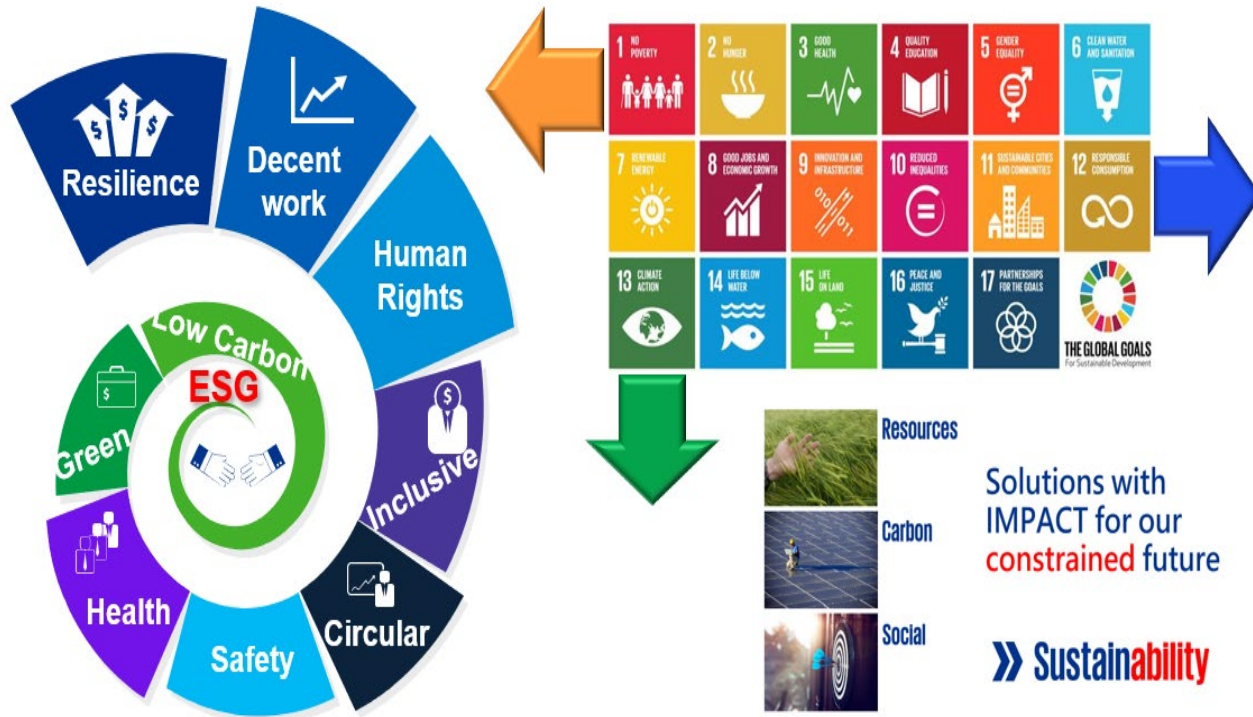 Resilience
Decent
work
Human
Rights
Inclusive
Circular
Safety
Health
Green
Low Carbon
ESG
$ $ $
$
$
1 NO
POVERTY
2 NO
HUNGER
3 GOOD
HEALTH
4 QUALITY
EDUCATION
5 GENDER
EQUALITY
6 CLEAN WATER
AND SANITATION
7 RENEWABLE
ENERGY
8 GOOD JOBS AND
ECONOMIC GROWTH
9 INNOVATION AND
INFRASTRUCTURE
10 REDUCED
INEQUALITIES
11 SUSTAINABLE CITIES
AND COMMUNITIES
12 RESPONSIBLE
CONSUMPTION
13 CLIMATE
ACTION
14 LIFE BELOW
WATER
15 LIFE
ON LAND
16 PEACE AND
JUSTICE
17 PARTNERSHIPS
FOR THE GOALS
THE GLOBAL GOALS
For Sustainable Development
Resources
Carbon
Social
Solutions with
IMPACT for our
constrained future
Sustainability